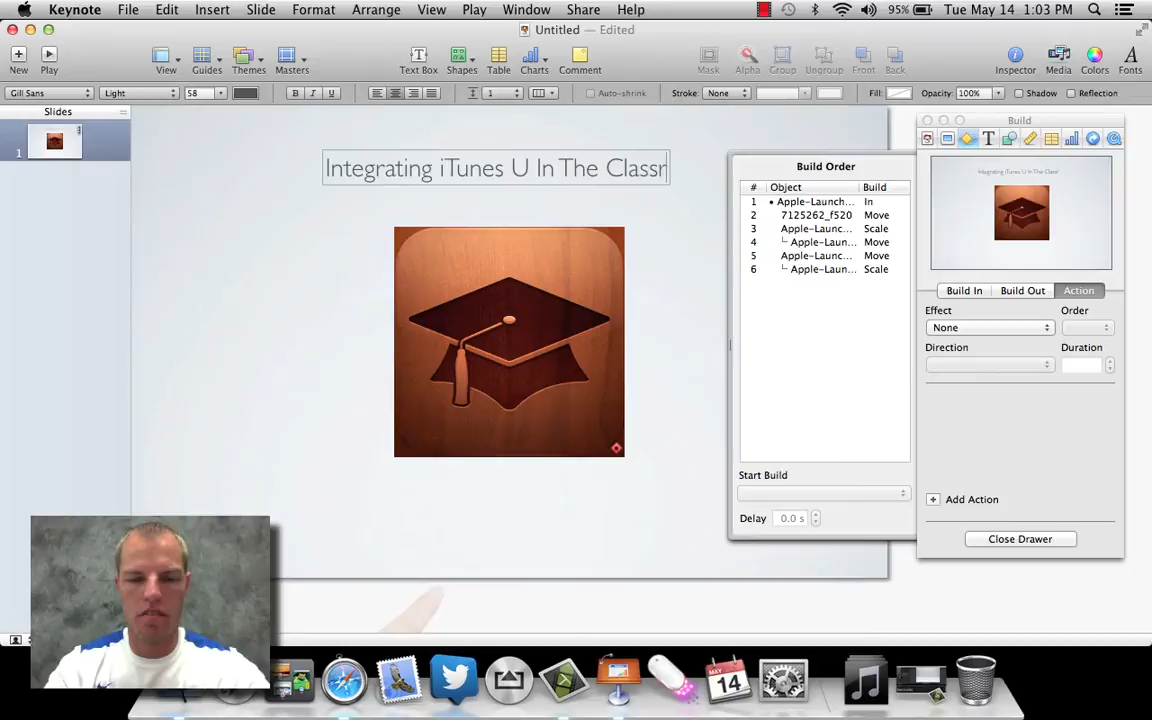 Keynote File Edit Insert Slide Format Arrange View Play Window Share Help 95% Tue May 14 1:03 PM
Untitled — Edited
New Play View Guides Themes Masters Text Box Shapes Table Charts Comment Mask Alpha Group Ungroup Front Back Inspector Media Colors Fonts
Gill Sans Light 58 B I U 1 Auto-shrink Stroke: None Fill: Opacity: 100% Shadow Reflection
Slides
1
Integrating iTunes U In The Classr
Build Order
# Object Build
1 • Apple-Launch... In
2 7125262_f520 Move
3 Apple-Launc... Scale
4 Apple-Laun... Move
5 Apple-Launc... Move
6 Apple-Laun... Scale
Start Build
Delay 0.0 s
Build
T
Integrating iTunes U In The Classr
Build In Build Out Action
Effect Order
None
Direction Duration
+ Add Action
Close Drawer
MAY
14